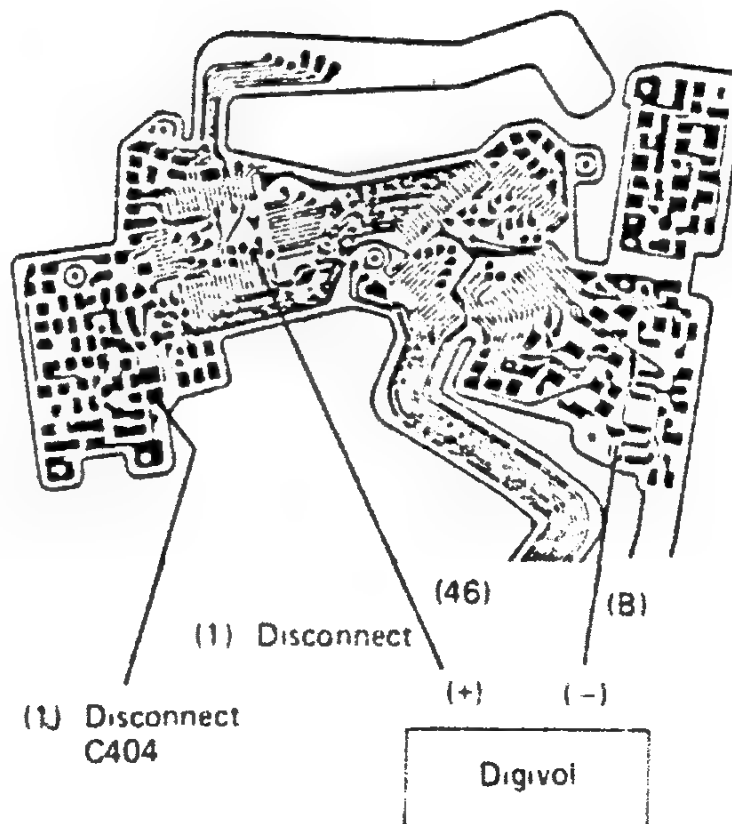 (46)
(B)
(1) Disconnect
(+) (−)
(1) Disconnect
C404
Digivol